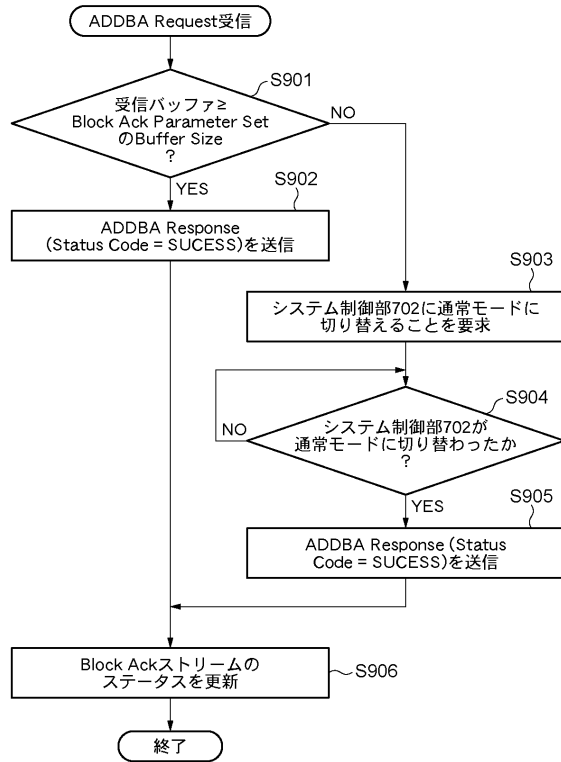 ADDBA Request受信
S901
受信バッファ≥
Block Ack Parameter Set
のBuffer Size
?
NO
YES
S902
ADDBA Response
(Status Code = SUCESS)を送信
S903
システム制御部702に通常モードに
切り替えることを要求
S904
システム制御部702が
通常モードに切り替わったか
?
NO
YES
S905
ADDBA Response (Status
Code = SUCESS)を送信
Block Ackストリームの
ステータスを更新
S906
終了